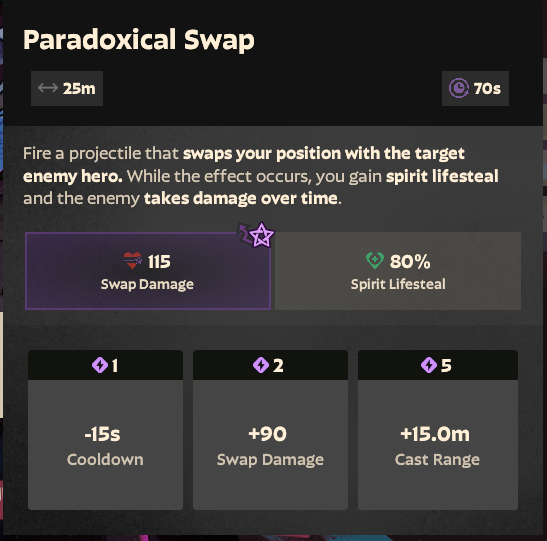 Paradoxical Swap
25m
70s
Fire a projectile that swaps your position with the target
enemy hero. While the effect occurs, you gain spirit lifesteal
and the enemy takes damage over time.
115
Swap Damage
80%
Spirit Lifesteal
1
-15s
Cooldown
2
+90
Swap Damage
5
+15.0m
Cast Range